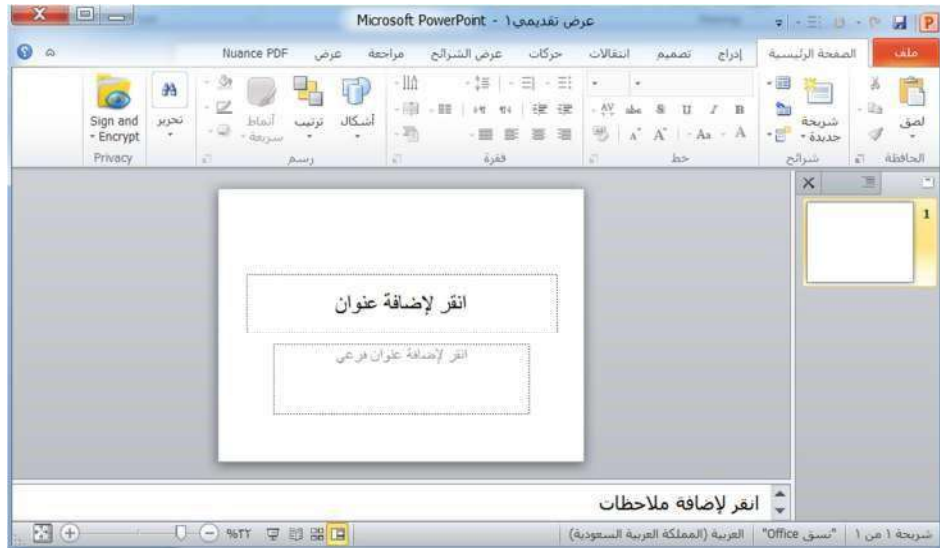 عرض تقديمي١ - Microsoft PowerPoint
ملف الصفحة الرئيسية إدراج تصميم انتقالات حركات عرض الشرائح مراجعة عرض Nuance PDF
لصق شريحة جديدة أشكال ترتيب أنماط سريعة تحرير Sign and Encrypt
الحافظة شرائح خط فقرة رسم Privacy
1
انقر لإضافة عنوان
انقر لإضافة عنوان فرعي
انقر لإضافة ملاحظات
شريحة ١ من ١ "نسق Office" العربية (المملكة العربية السعودية) ٣٢%